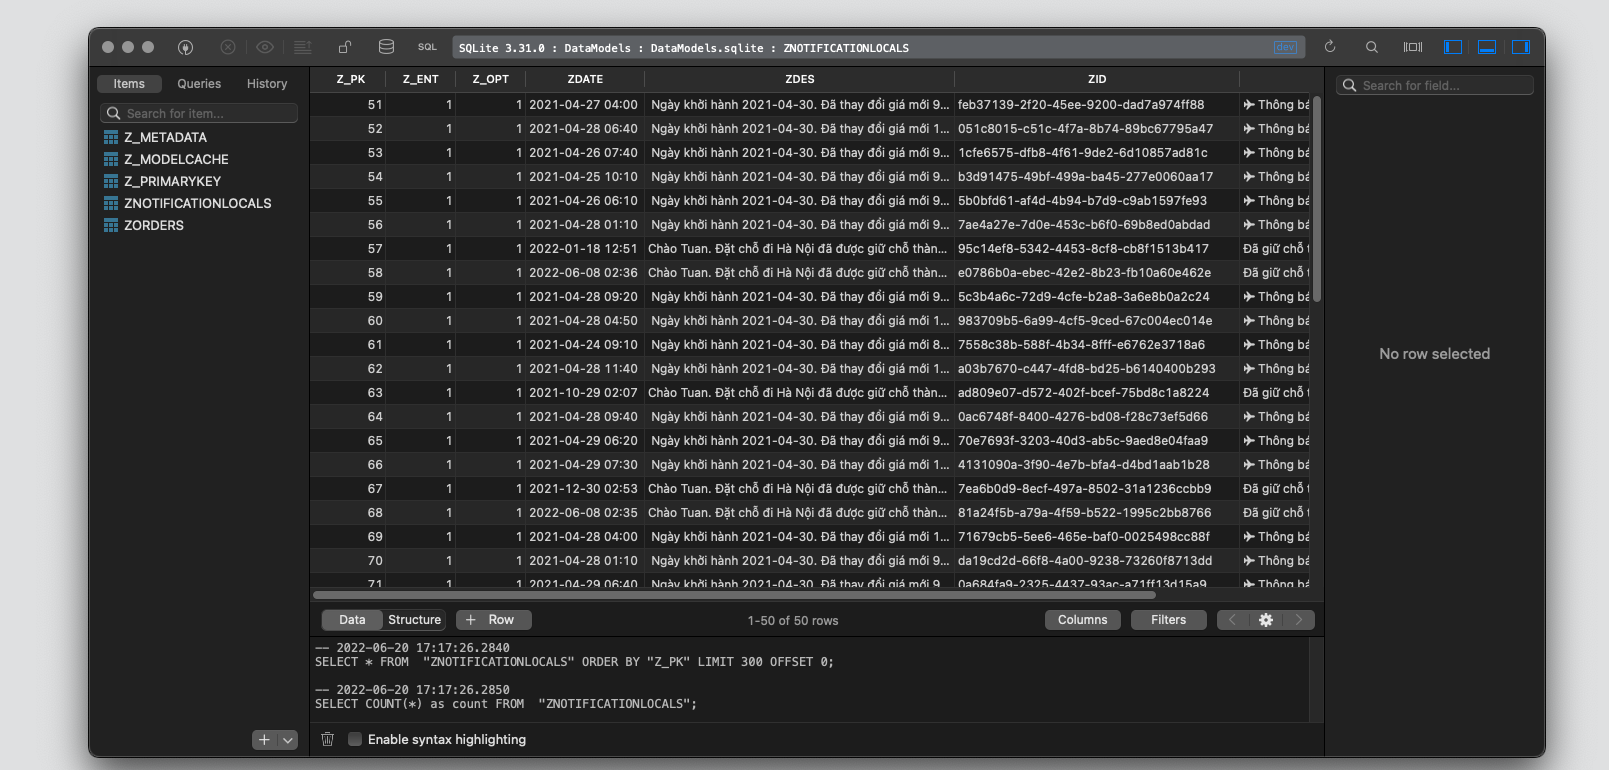 SQL
SQLite 3.31.0 : DataModels : DataModels.sqlite : ZNOTIFICATIONLOCALS
dev
Items Queries History
Search for item...
Z_METADATA
Z_MODELCACHE
Z_PRIMARYKEY
ZNOTIFICATIONLOCALS
ZORDERS
Z_PK Z_ENT Z_OPT ZDATE ZDES ZID
51 1 1 2021-04-27 04:00 Ngày khởi hành 2021-04-30. Đã thay đổi giá mới 9... feb37139-2f20-45ee-9200-dad7a974ff88 ✈ Thông bá
52 1 1 2021-04-28 06:40 Ngày khởi hành 2021-04-30. Đã thay đổi giá mới 1... 051c8015-c51c-4f7a-8b74-89bc67795a47 ✈ Thông bá
53 1 1 2021-04-26 07:40 Ngày khởi hành 2021-04-30. Đã thay đổi giá mới 9... 1cfe6575-dfb8-4f61-9de2-6d10857ad81c ✈ Thông bá
54 1 1 2021-04-25 10:10 Ngày khởi hành 2021-04-30. Đã thay đổi giá mới 9... b3d91475-49bf-499a-ba45-277e0060aa17 ✈ Thông bá
55 1 1 2021-04-26 06:10 Ngày khởi hành 2021-04-30. Đã thay đổi giá mới 9... 5b0bfd61-af4d-4b94-b7d9-c9ab1597fe93 ✈ Thông bá
56 1 1 2021-04-28 01:10 Ngày khởi hành 2021-04-30. Đã thay đổi giá mới 9... 7ae4a27e-7d0e-453c-b6f0-69b8ed0abdad ✈ Thông bá
57 1 1 2022-01-18 12:51 Chào Tuan. Đặt chỗ đi Hà Nội đã được giữ chỗ thàn... 95c14ef8-5342-4453-8cf8-cb8f1513b417 Đã giữ chỗ t
58 1 1 2022-06-08 02:36 Chào Tuan. Đặt chỗ đi Hà Nội đã được giữ chỗ thàn... e0786b0a-ebec-42e2-8b23-fb10a60e462e Đã giữ chỗ t
59 1 1 2021-04-28 09:20 Ngày khởi hành 2021-04-30. Đã thay đổi giá mới 9... 5c3b4a6c-72d9-4cfe-b2a8-3a6e8b0a2c24 ✈ Thông bá
60 1 1 2021-04-28 04:50 Ngày khởi hành 2021-04-30. Đã thay đổi giá mới 1... 983709b5-6a99-4cf5-9ced-67c004ec014e ✈ Thông bá
61 1 1 2021-04-24 09:10 Ngày khởi hành 2021-04-30. Đã thay đổi giá mới 8... 7558c38b-588f-4b34-8fff-e6762e3718a6 ✈ Thông bá
62 1 1 2021-04-28 11:40 Ngày khởi hành 2021-04-30. Đã thay đổi giá mới 1... a03b7670-c447-4fd8-bd25-b6140400b293 ✈ Thông bá
63 1 1 2021-10-29 02:07 Chào Tuan. Đặt chỗ đi Hà Nội đã được giữ chỗ thàn... ad809e07-d572-402f-bcef-75bd8c1a8224 Đã giữ chỗ t
64 1 1 2021-04-28 09:40 Ngày khởi hành 2021-04-30. Đã thay đổi giá mới 9... 0ac6748f-8400-4276-bd08-f28c73ef5d66 ✈ Thông bá
65 1 1 2021-04-29 06:20 Ngày khởi hành 2021-04-30. Đã thay đổi giá mới 9... 70e7693f-3203-40d3-ab5c-9aed8e04faa9 ✈ Thông bá
66 1 1 2021-04-29 07:30 Ngày khởi hành 2021-04-30. Đã thay đổi giá mới 1... 4131090a-3f90-4e7b-bfa4-d4bd1aab1b28 ✈ Thông bá
67 1 1 2021-12-30 02:53 Chào Tuan. Đặt chỗ đi Hà Nội đã được giữ chỗ thàn... 7ea6b0d9-8ecf-497a-8502-31a1236ccbb9 Đã giữ chỗ t
68 1 1 2022-06-08 02:35 Chào Tuan. Đặt chỗ đi Hà Nội đã được giữ chỗ thàn... 81a24f5b-a79a-4f59-b522-1995c2bb8766 Đã giữ chỗ t
69 1 1 2021-04-28 04:00 Ngày khởi hành 2021-04-30. Đã thay đổi giá mới 1... 71679cb5-5ee6-465e-baf0-0025498cc88f ✈ Thông bá
70 1 1 2021-04-28 01:10 Ngày khởi hành 2021-04-30. Đã thay đổi giá mới 9... da19cd2d-66f8-4a00-9238-73260f8713dd ✈ Thông bá
71 1 1 2021-04-29 06:40 Ngày khởi hành 2021-04-30. Đã thay đổi giá mới 9... 0a684fa9-2325-4437-93ac-a71ff13d15a9 ✈ Thông bá
Data Structure + Row 1-50 of 50 rows Columns Filters
-- 2022-06-20 17:17:26.2840
SELECT * FROM "ZNOTIFICATIONLOCALS" ORDER BY "Z_PK" LIMIT 300 OFFSET 0;
-- 2022-06-20 17:17:26.2850
SELECT COUNT(*) as count FROM "ZNOTIFICATIONLOCALS";
Enable syntax highlighting
Search for field...
No row selected